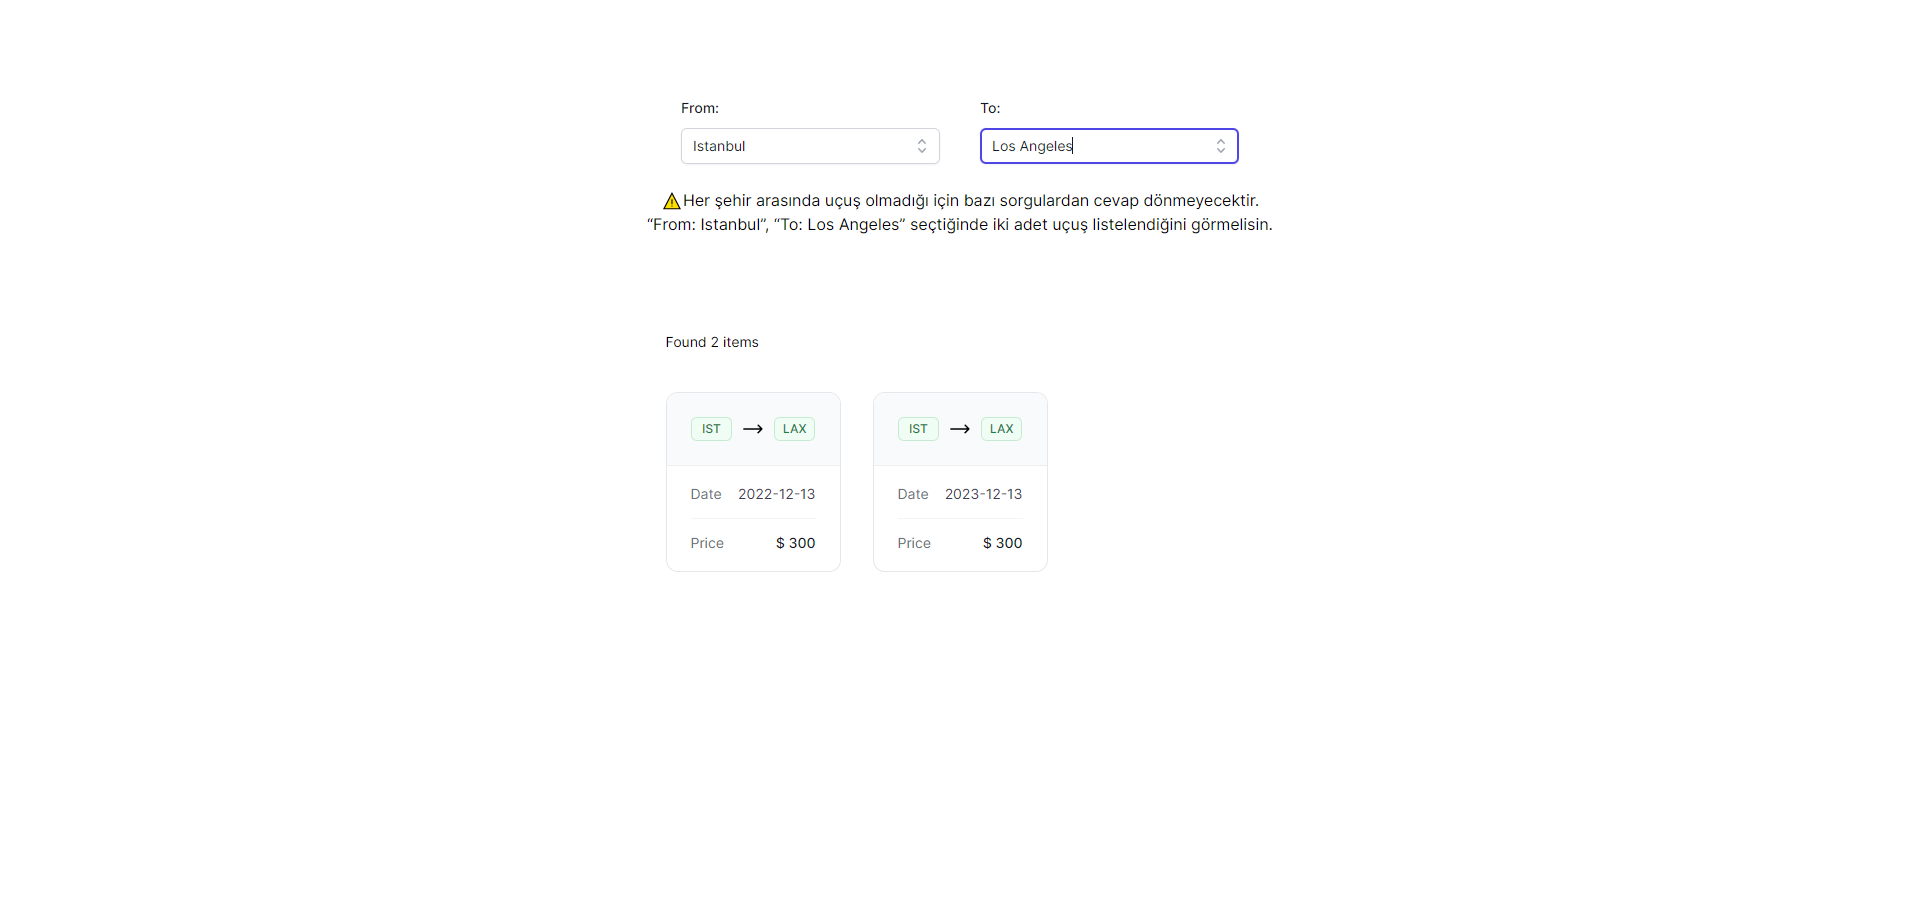 From:
To:
Istanbul
Los Angeles
⚠️Her şehir arasında uçuş olmadığı için bazı sorgulardan cevap dönmeyecektir.
“From: Istanbul”, “To: Los Angeles” seçtiğinde iki adet uçuş listelendiğini görmelisin.
Found 2 items
IST → LAX
Date 2022-12-13
Price $ 300
IST → LAX
Date 2023-12-13
Price $ 300